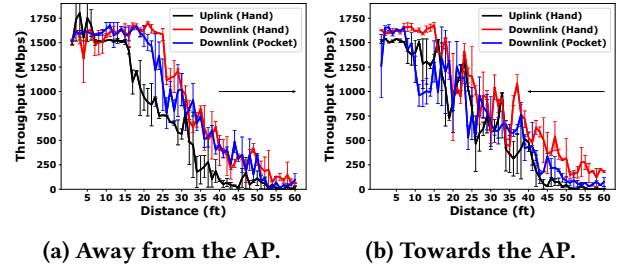 Throughput (Mbps)
1750
1500
1250
1000
750
500
250
0
5 10 15 20 25 30 35 40 45 50 55 60
Distance (ft)
Uplink (Hand)
Downlink (Hand)
Downlink (Pocket)
(a) Away from the AP.
Throughput (Mbps)
1750
1500
1250
1000
750
500
250
0
5 10 15 20 25 30 35 40 45 50 55 60
Distance (ft)
Uplink (Hand)
Downlink (Hand)
Downlink (Pocket)
(b) Towards the AP.